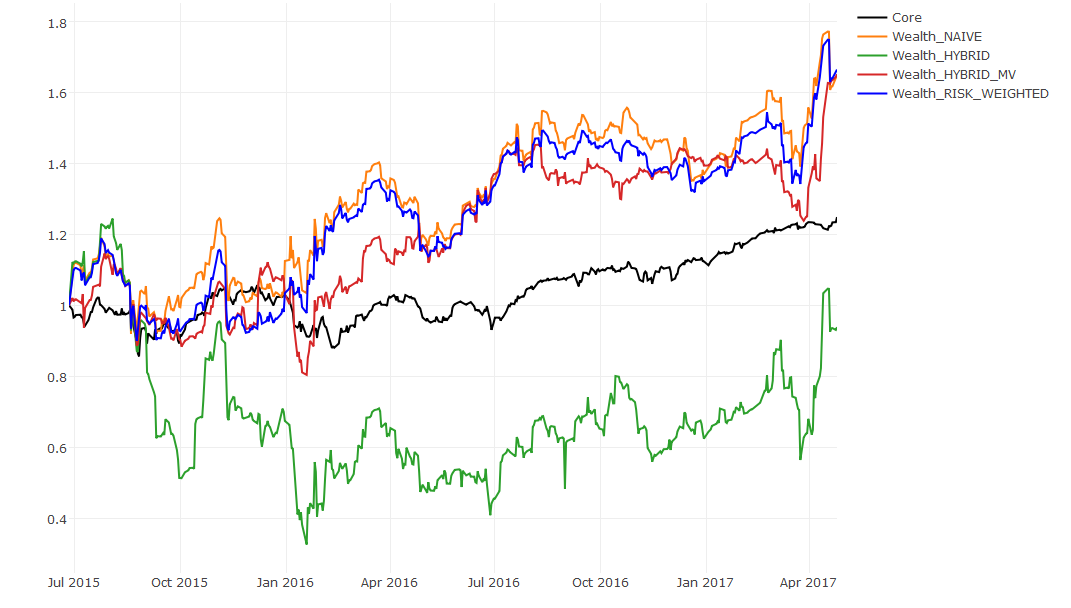 Core
Wealth_NAIVE
Wealth_HYBRID
Wealth_HYBRID_MV
Wealth_RISK_WEIGHTED
1.8
1.6
1.4
1.2
1
0.8
0.6
0.4
Jul 2015 Oct 2015 Jan 2016 Apr 2016 Jul 2016 Oct 2016 Jan 2017 Apr 2017